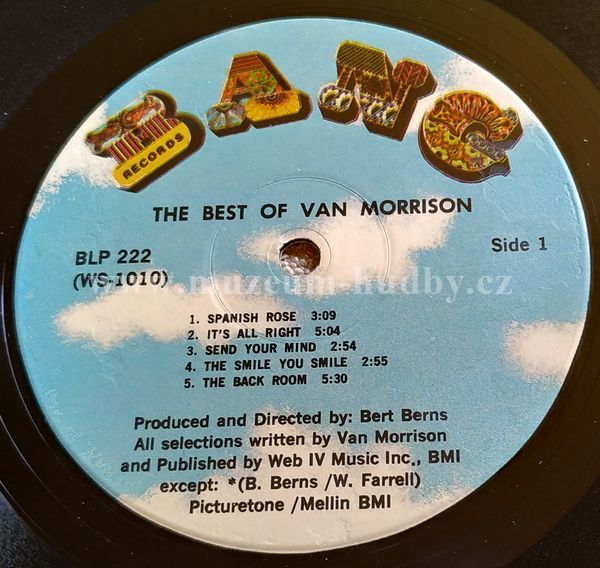 BANG
RECORDS
THE BEST OF VAN MORRISON
BLP 222
(WS-1010)
Side 1
www.muzeum-hudby.cz
1. SPANISH ROSE 3:09
2. IT'S ALL RIGHT 5:04
3. SEND YOUR MIND 2:54
4. THE SMILE YOU SMILE 2:55
5. THE BACK ROOM 5:30
Produced and Directed by: Bert Berns
All selections written by Van Morrison
and Published by Web IV Music Inc., BMI
except: *(B. Berns /W. Farrell)
Picturetone /Mellin BMI